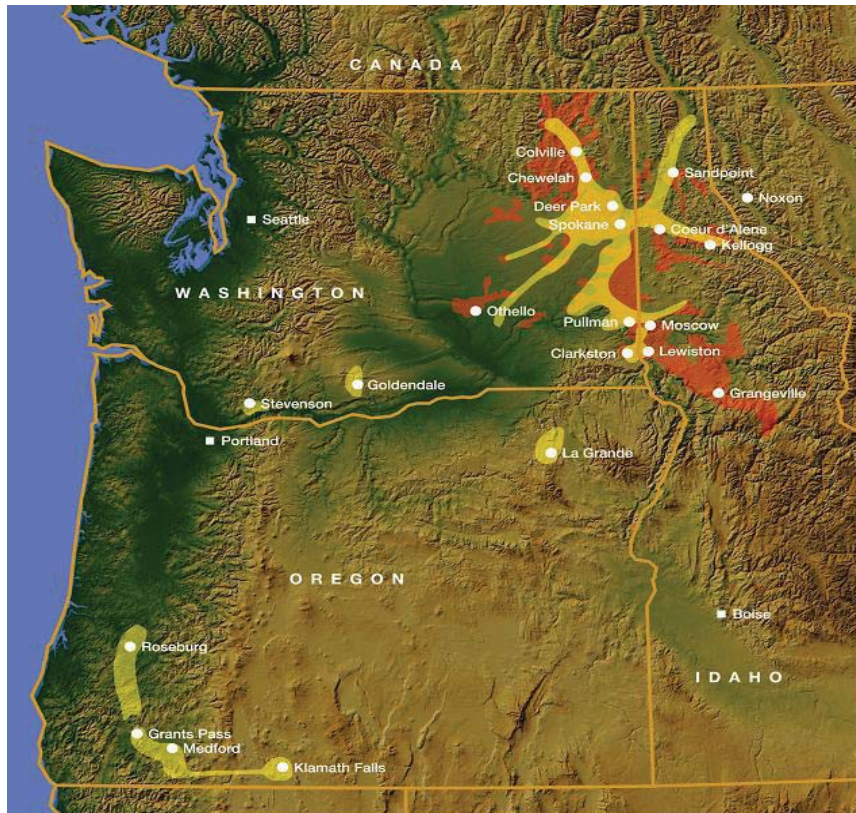 CANADA
Colville
Chewelah
Sandpoint
Noxon
Deer Park
Seattle
Spokane
Coeur d'Alene
Kellogg
WASHINGTON
Othello
Pullman
Moscow
Clarkston
Lewiston
Goldendale
Grangeville
Stevenson
Portland
La Grande
OREGON
Boise
Roseburg
IDAHO
Grants Pass
Medford
Klamath Falls